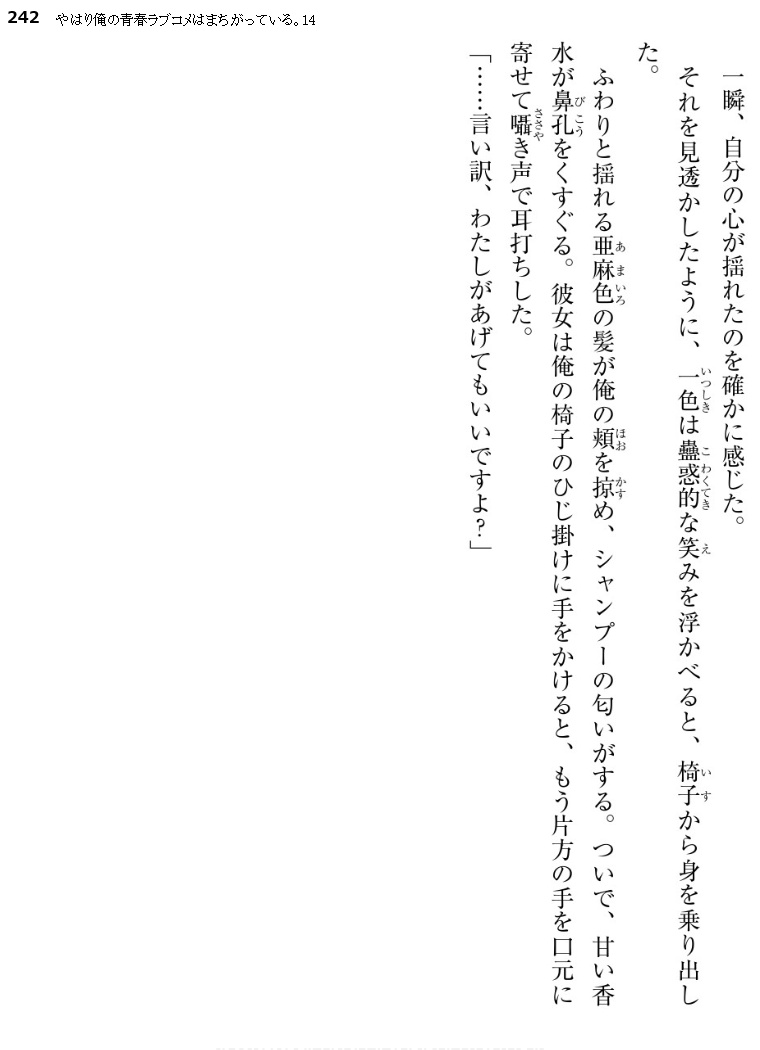 242 やはり俺の青春ラブコメはまちがっている。14
一瞬、自分の心が揺れたのを確かに感じた。
それを見透かしたように、一色は蠱惑的な笑みを浮かべると、椅子から身を乗り出し
た。
ふわりと揺れる亜麻色の髪が俺の頬を掠め、シャンプーの匂いがする。ついで、甘い香
水が鼻孔をくすぐる。彼女は俺の椅子のひじ掛けに手をかけると、もう片方の手を口元に
寄せて囁き声で耳打ちした。
「……言い訳、わたしがあげてもいいですよ?」